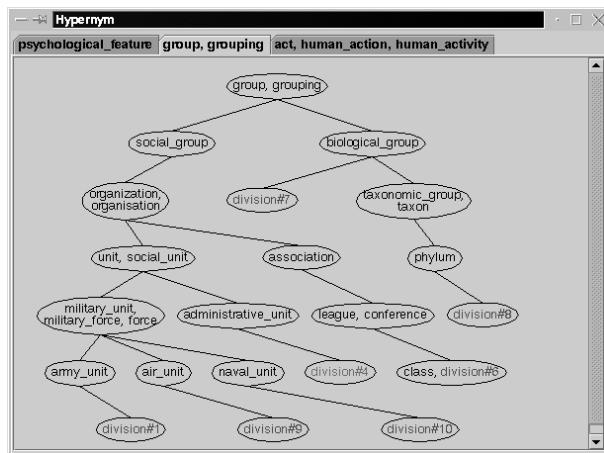 Hypernym
psychological_feature
group, grouping
act, human_action, human_activity
group, grouping
social_group
biological_group
organization,
organisation
division#7
taxonomic_group,
taxon
unit, social_unit
association
phylum
military_unit,
military_force, force
administrative_unit
league, conference
division#8
army_unit
air_unit
naval_unit
division#4
class, division#6
division#1
division#9
division#10